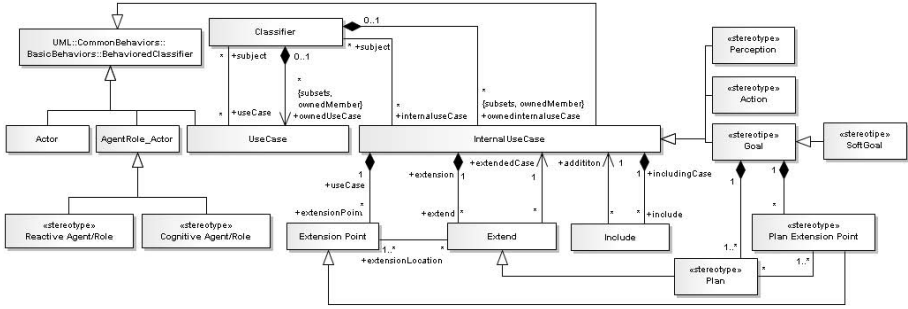 UML::CommonBehaviors::
BasicBehaviors::BehavioredClassifier
Classifier
0..1
* +subject
0..1
* +subject
*
{subsets,
ownedMember}
+ownedUseCase
*
+useCase
*
+internaluseCase
*
{subsets, ownedMember}
+ownedinternaluseCase
«stereotipe»
Perception
«stereotipe»
Action
«stereotipe»
Goal
«stereotipe»
SoftGoal
Actor
AgentRole_Actor
UseCase
InternalUseCase
1
+useCase
+extension
1
+extendedCase
1
+addititon
1
1
+includingCase
*
+extensionPoin.
*
+extend
*
*
*
+include
1
1
*
1..*
«stereotype»
Reactive Agent/Role
«stereotype»
Cognitive Agent/Role
Extension Point
1..*
*
+extensionLocation
Extend
Include
«stereotype»
Plan Extension Point
1..*
*
«stereotype»
Plan